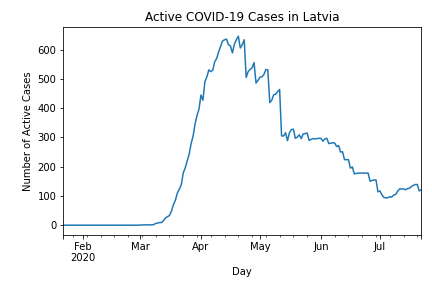 Active COVID-19 Cases in Latvia
Number of Active Cases
600
500
400
300
200
100
0
Feb Mar Apr May Jun Jul
2020
Day